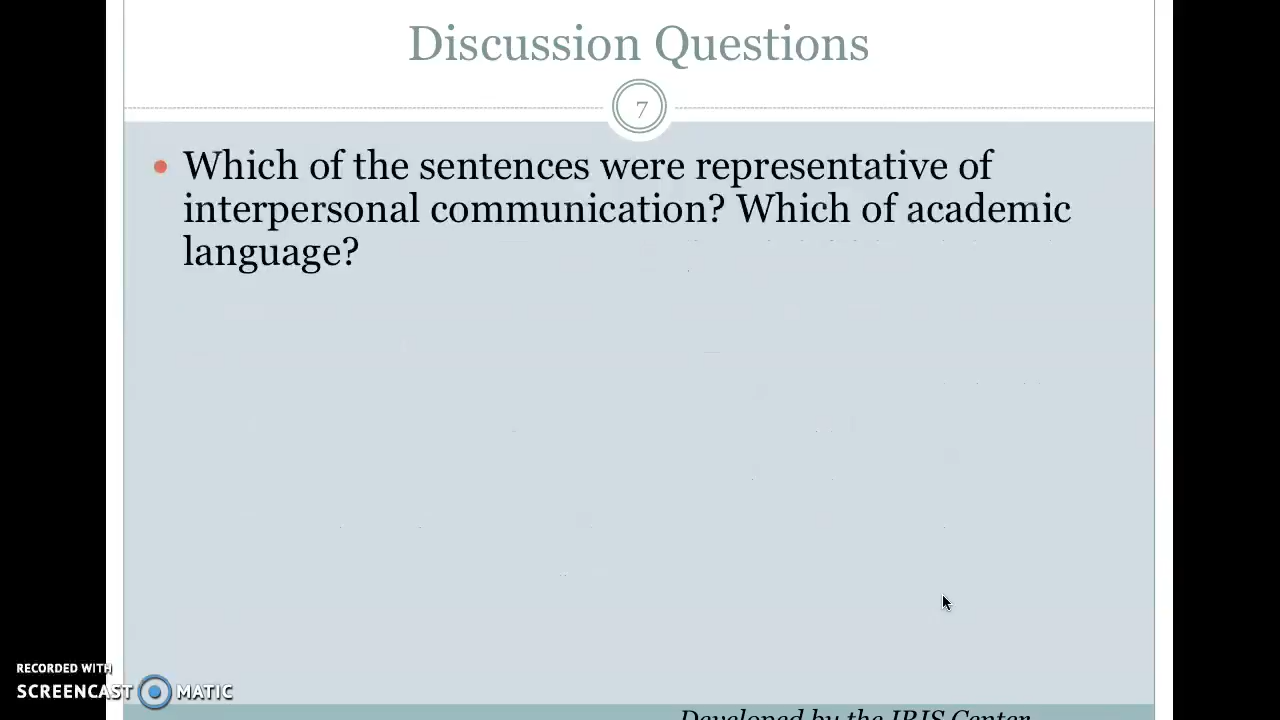 Discussion Questions
7
Which of the sentences were representative of
interpersonal communication? Which of academic
language?
RECORDED WITH
SCREENCAST MATIC
Developed by the IRIS Center